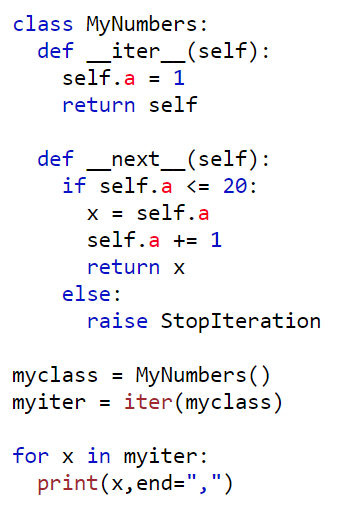 class MyNumbers:
  def __iter__(self):
    self.a = 1
    return self

  def __next__(self):
    if self.a <= 20:
      x = self.a
      self.a += 1
      return x
    else:
      raise StopIteration

myclass = MyNumbers()
myiter = iter(myclass)

for x in myiter:
  print(x,end=",")